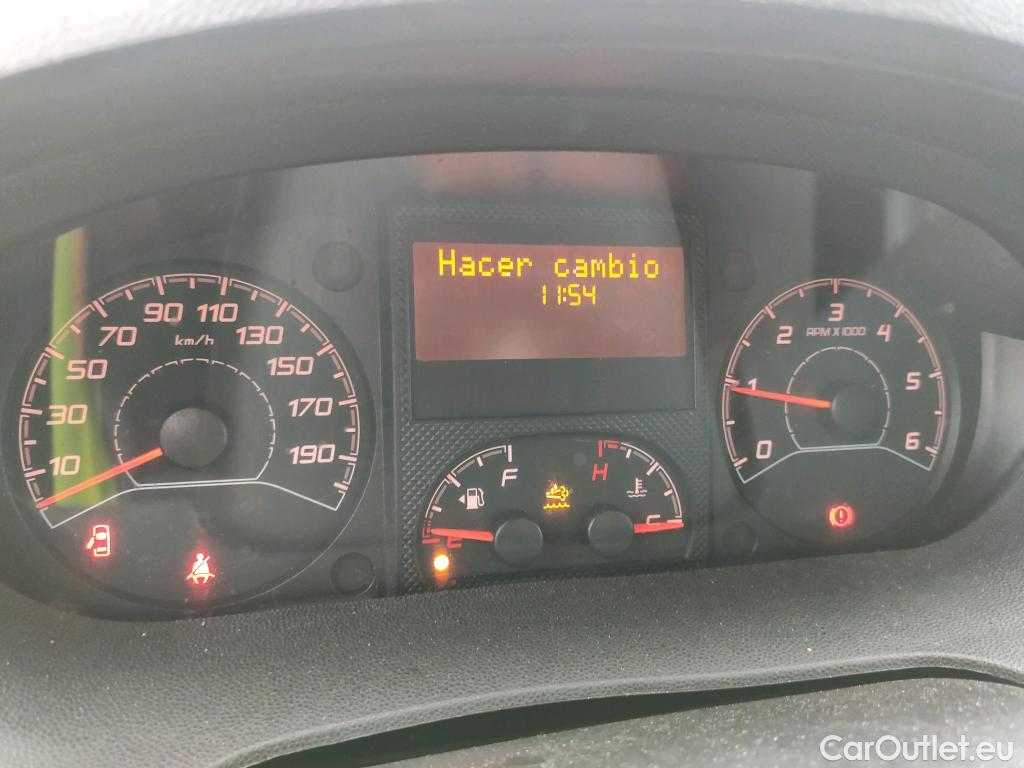 Hacer cambio
11:54
10 30 50 70 90 110 130 150 170 190
km/h
0 1 2 3 4 5 6
RPM X 1000
E F
H C
CarOutlet.eu